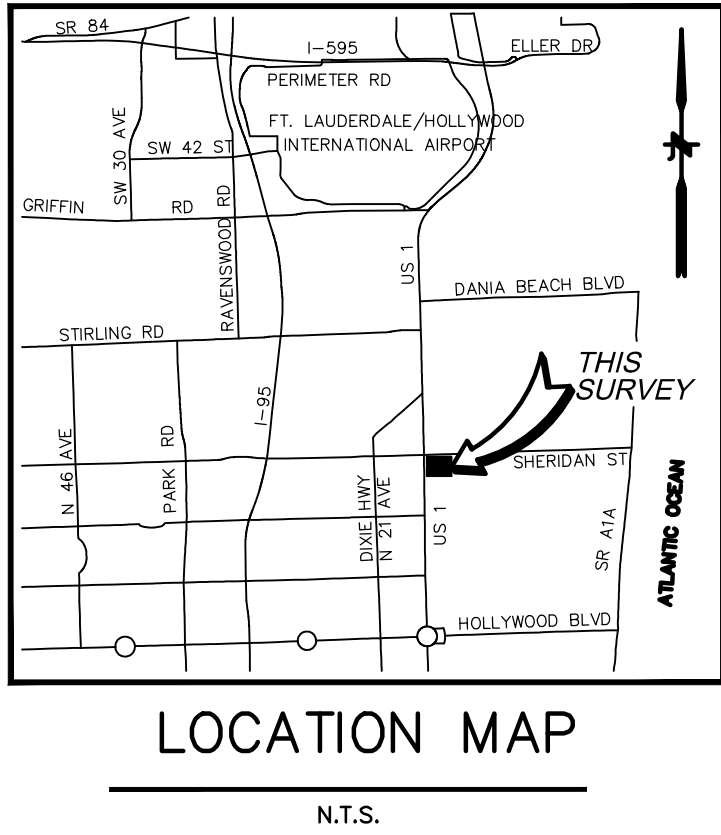 SR 84
I-595
ELLER DR
PERIMETER RD
FT. LAUDERDALE/HOLLYWOOD
INTERNATIONAL AIRPORT
SW 30 AVE
SW 42 ST
GRIFFIN RD
RAVENSWOOD RD
US 1
N
DANIA BEACH BLVD
STIRLING RD
THIS
SURVEY
I-95
N 46 AVE
PARK RD
SHERIDAN ST
DIXIE HWY
N 21 AVE
US 1
SR A1A
ATLANTIC OCEAN
HOLLYWOOD BLVD
LOCATION MAP
N.T.S.